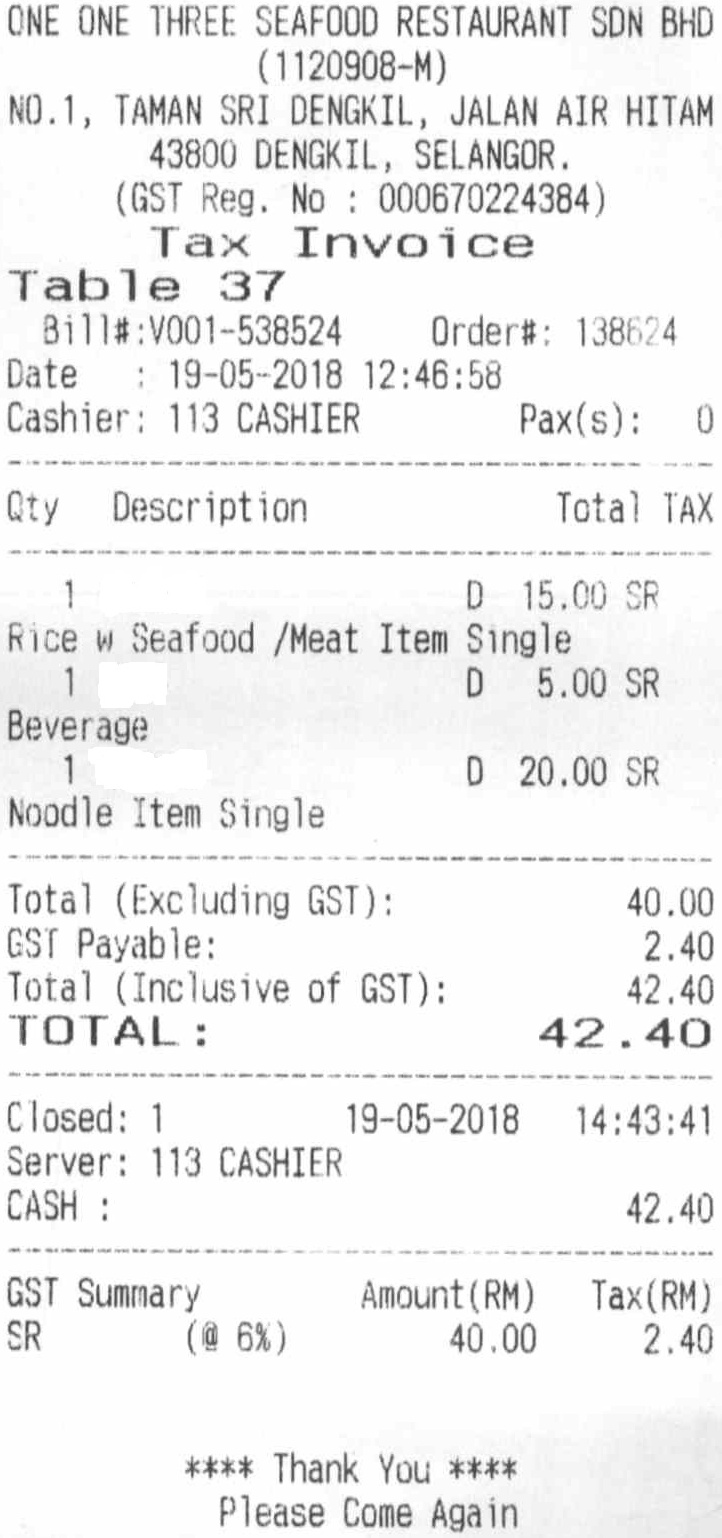 ONE ONE THREE SEAFOOD RESTAURANT SDN BHD
(1120908-M)
NO.1, TAMAN SRI DENGKIL, JALAN AIR HITAM
43800 DENGKIL, SELANGOR.
(GST Reg. No : 000670224384)
Tax Invoice
Table 37
Bill#:V001-538524 Order#: 138624
Date : 19-05-2018 12:46:58
Cashier: 113 CASHIER Pax(s): 0
Qty Description Total TAX
1 D 15.00 SR
Rice w Seafood /Meat Item Single
1 D 5.00 SR
Beverage
1 D 20.00 SR
Noodle Item Single
Total (Excluding GST): 40.00
GST Payable: 2.40
Total (Inclusive of GST): 42.40
TOTAL: 42.40
Closed: 1 19-05-2018 14:43:41
Server: 113 CASHIER
CASH : 42.40
GST Summary Amount(RM) Tax(RM)
SR (@ 6%) 40.00 2.40
**** Thank You ****
Please Come Again